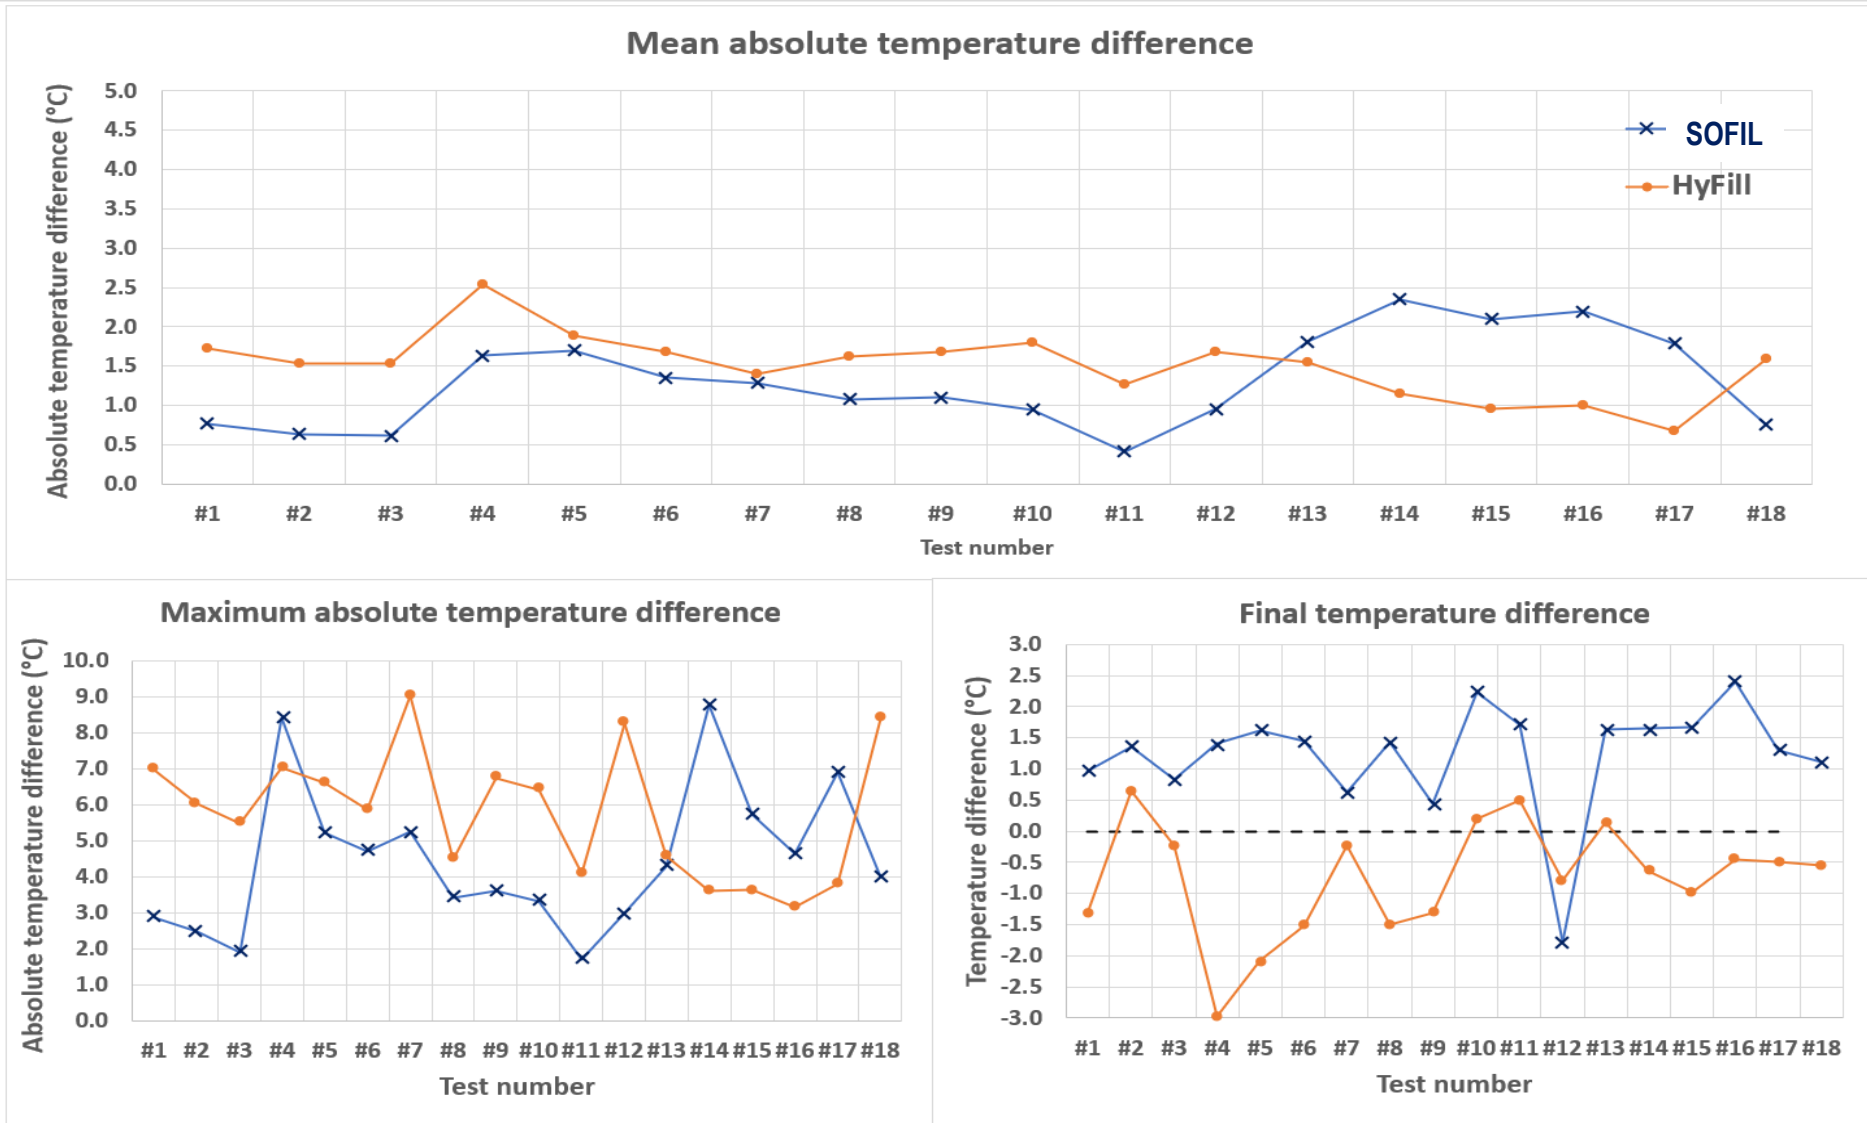 Mean absolute temperature difference
Absolute temperature difference (°C)
5.0
4.5
4.0
3.5
3.0
2.5
2.0
1.5
1.0
0.5
0.0
SOFIL
HyFill
#1 #2 #3 #4 #5 #6 #7 #8 #9 #10 #11 #12 #13 #14 #15 #16 #17 #18
Test number
Maximum absolute temperature difference
Absolute temperature difference (°C)
10.0
9.0
8.0
7.0
6.0
5.0
4.0
3.0
2.0
1.0
0.0
#1 #2 #3 #4 #5 #6 #7 #8 #9 #10 #11 #12 #13 #14 #15 #16 #17 #18
Test number
Final temperature difference
Temperature difference (°C)
3.0
2.5
2.0
1.5
1.0
0.5
0.0
-0.5
-1.0
-1.5
-2.0
-2.5
-3.0
#1 #2 #3 #4 #5 #6 #7 #8 #9 #10 #11 #12 #13 #14 #15 #16 #17 #18
Test number